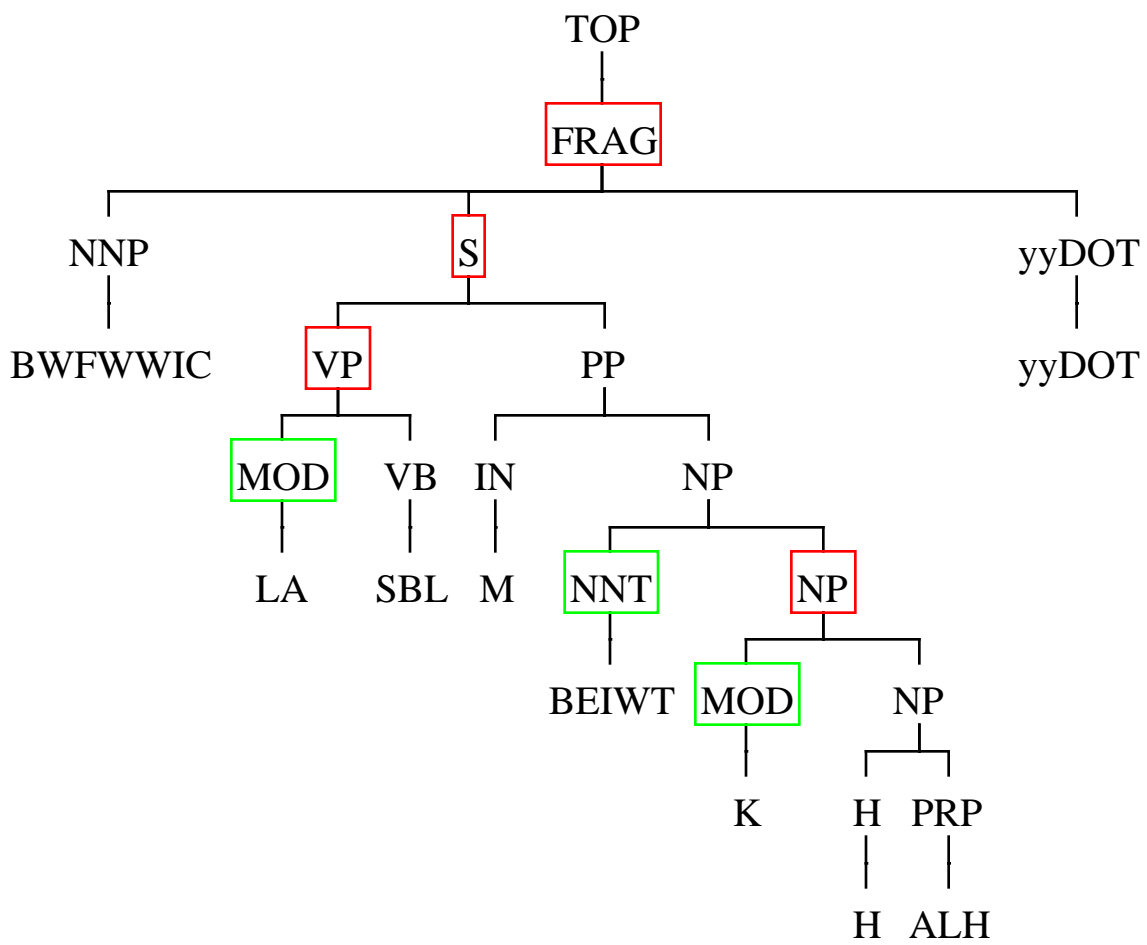 TOP
FRAG
NNP S yyDOT
BWFWWIC VP PP yyDOT
MOD VB IN NP
LA SBL M NNT NP
BEIWT MOD NP
K H PRP
H ALH